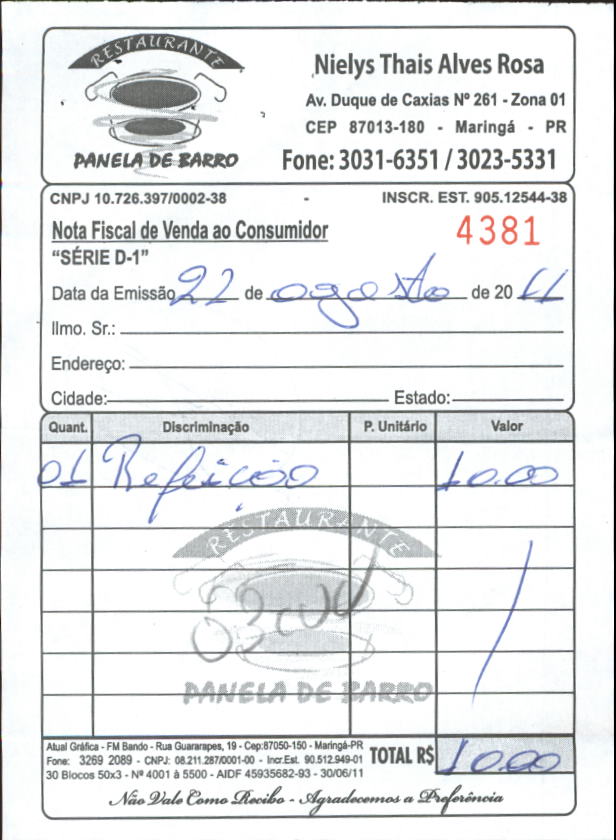 RESTAURANTE
PANELA DE BARRO
Nielys Thais Alves Rosa
Av. Duque de Caxias Nº 261 - Zona 01
CEP 87013-180 - Maringá - PR
Fone: 3031-6351 / 3023-5331
CNPJ 10.726.397/0002-38 - INSCR. EST. 905.12544-38
Nota Fiscal de Venda ao Consumidor
"SÉRIE D-1"
4381
Data da Emissão 22 de agosto de 20 11
Ilmo. Sr.:
Endereço:
Cidade: Estado:
Quant. Discriminação P. Unitário Valor
01 Refeição 10.00
RESTAURANTE
PANELA DE BARRO
Atual Gráfica - FM Bando - Rua Guararapes, 19 - Cep:87050-150 - Maringá-PR
Fone: 3269 2089 - CNPJ: 08.211.287/0001-00 - Incr.Est. 90.512.949-01
30 Blocos 50x3 - Nº 4001 à 5500 - AIDF 45935682-93 - 30/06/11
TOTAL R$ 10.00
Não Vale Como Recibo - Agradecemos a Preferência